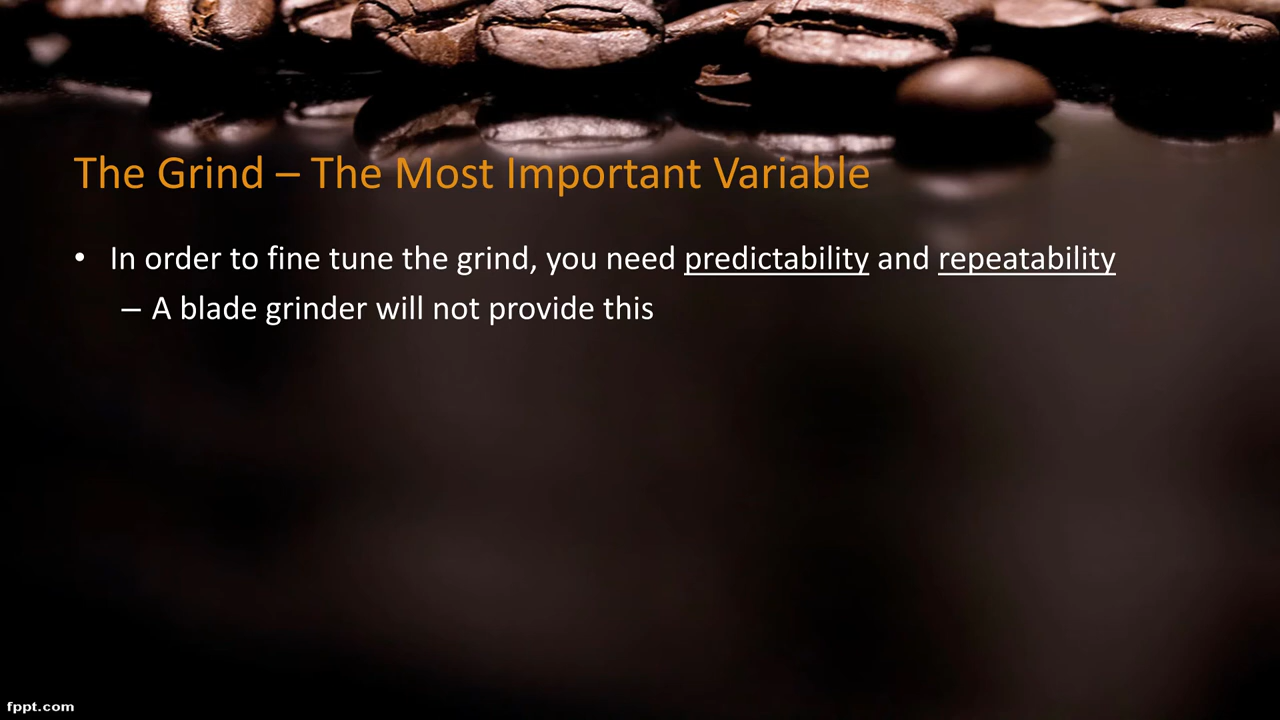 The Grind – The Most Important Variable
• In order to fine tune the grind, you need predictability and repeatability
– A blade grinder will not provide this
fppt.com